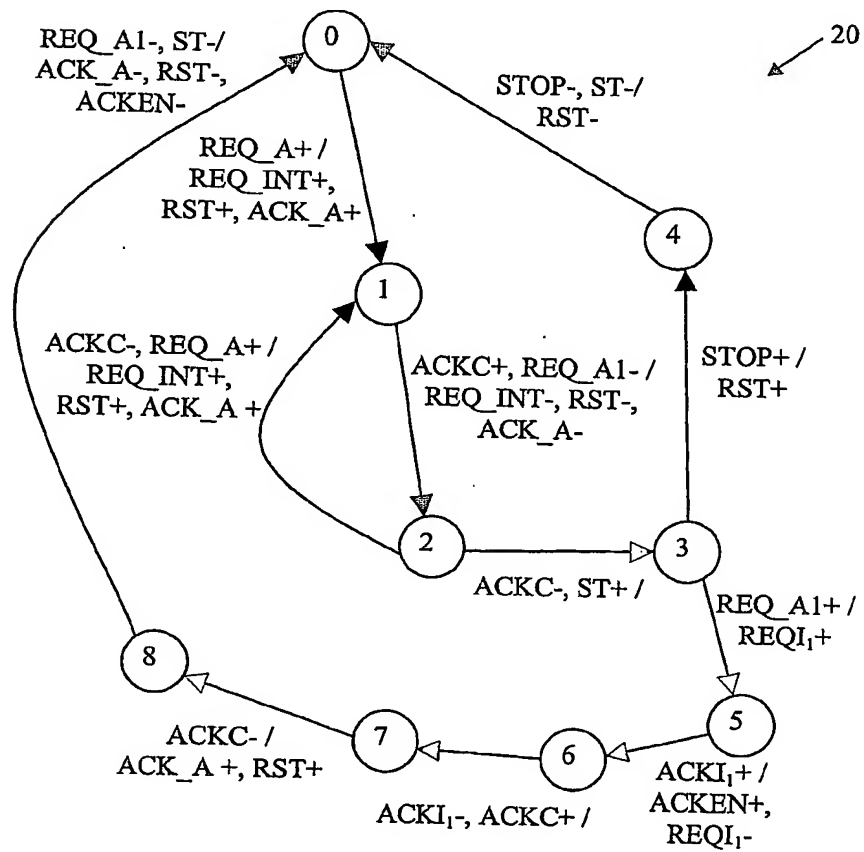 REQ_A1-, ST-/
ACK_A-, RST-,
ACKEN-
0
20
STOP-, ST-/
RST-
REQ_A+ /
REQ_INT+,
RST+, ACK_A+
4
1
ACKC-, REQ_A+ /
REQ_INT+,
RST+, ACK_A +
ACKC+, REQ_A1- /
REQ_INT-, RST-,
ACK_A-
STOP+ /
RST+
2
3
ACKC-, ST+ /
REQ_A1+ /
REQI₁+
8
5
7
6
ACKC- /
ACK_A +, RST+
ACKI₁+ /
ACKEN+,
REQI₁-
ACKI₁-, ACKC+ /